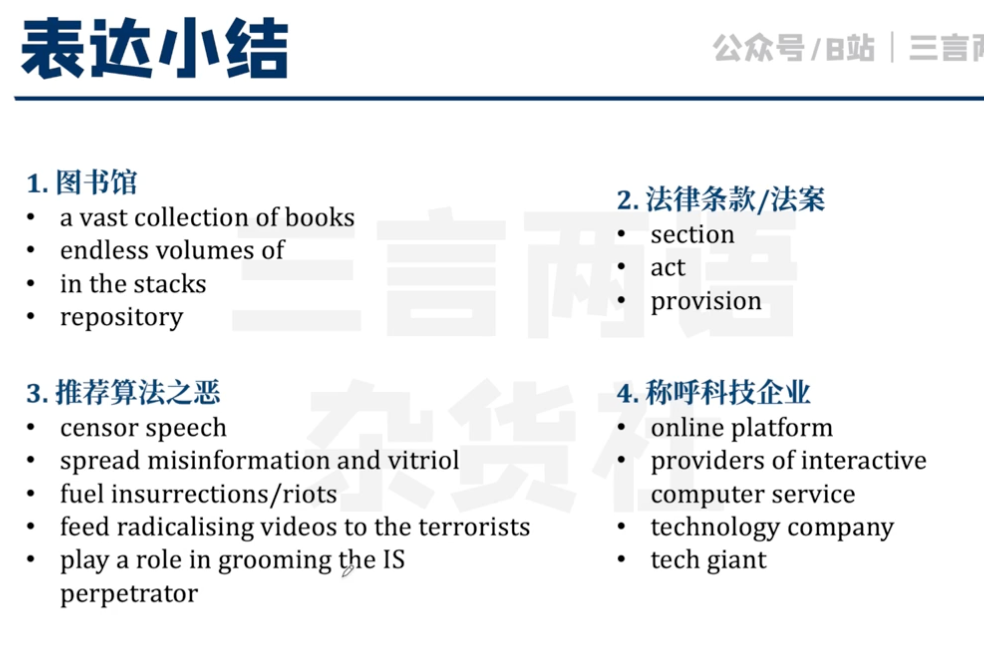 表达小结
公众号/B站｜三言两
1. 图书馆
• a vast collection of books
• endless volumes of
• in the stacks
• repository
2. 法律条款/法案
• section
• act
• provision
3. 推荐算法之恶
• censor speech
• spread misinformation and vitriol
• fuel insurrections/riots
• feed radicalising videos to the terrorists
• play a role in grooming the IS
perpetrator
4. 称呼科技企业
• online platform
• providers of interactive
computer service
• technology company
• tech giant
三言两语
杂货社